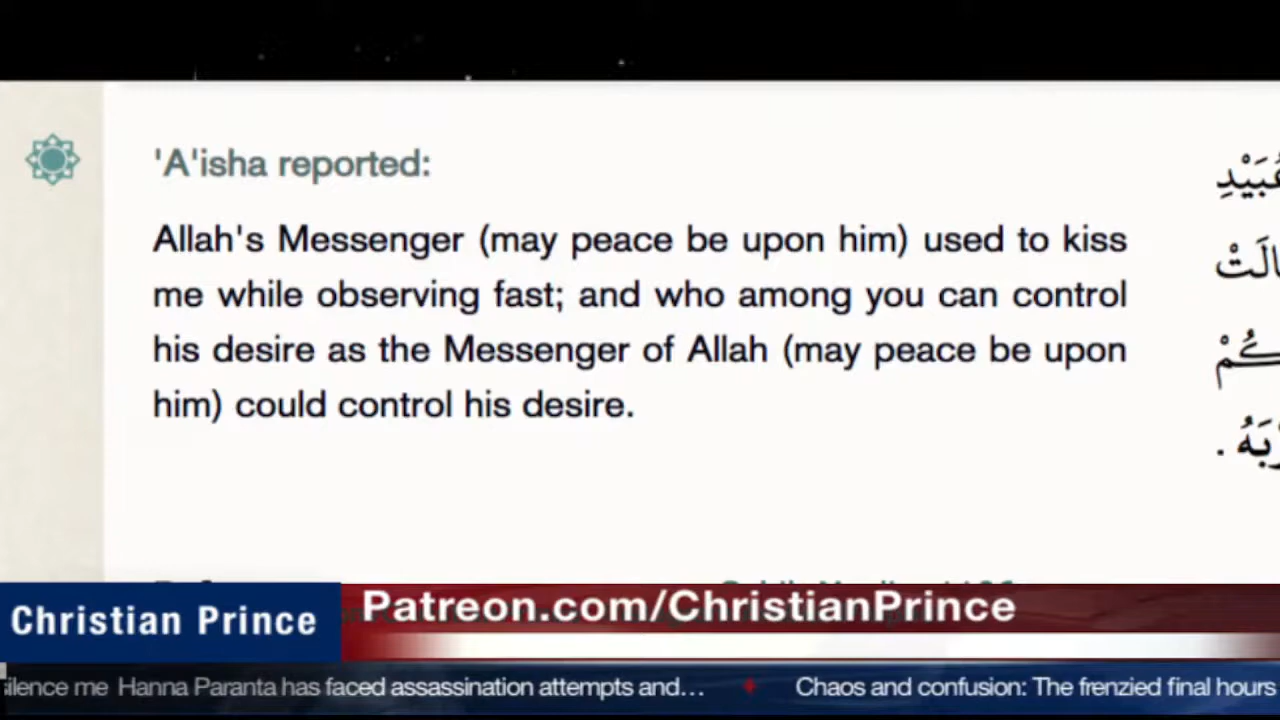 'A'isha reported:
Allah's Messenger (may peace be upon him) used to kiss
me while observing fast; and who among you can control
his desire as the Messenger of Allah (may peace be upon
him) could control his desire.
Christian Prince
Patreon.com/ChristianPrince
me Hanna Paranta has faced assassination attempts and... Chaos and confusion: The frenzied final hours